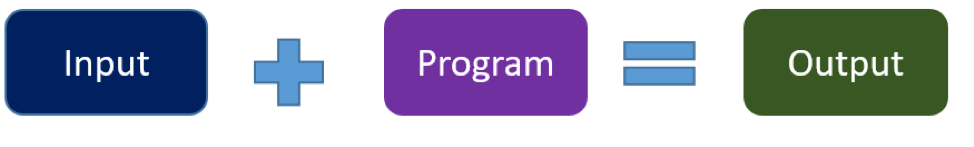 Input + Program = Output